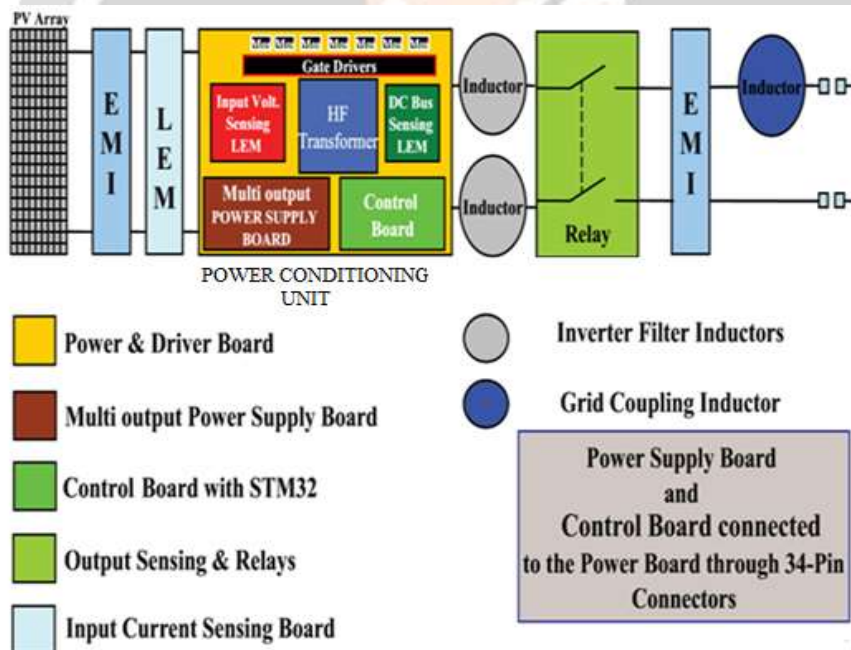 PV Array
EMI
LEM
Gate Drivers
Input Volt.
Sensing
LEM
HF
Transformer
DC Bus
Sensing
LEM
Multi output
POWER SUPPLY
BOARD
Control
Board
POWER CONDITIONING
UNIT
Inductor
Inductor
Relay
EMI
Inductor
Power & Driver Board
Multi output Power Supply Board
Control Board with STM32
Output Sensing & Relays
Input Current Sensing Board
Inverter Filter Inductors
Grid Coupling Inductor
Power Supply Board
and
Control Board connected
to the Power Board through 34-Pin
Connectors